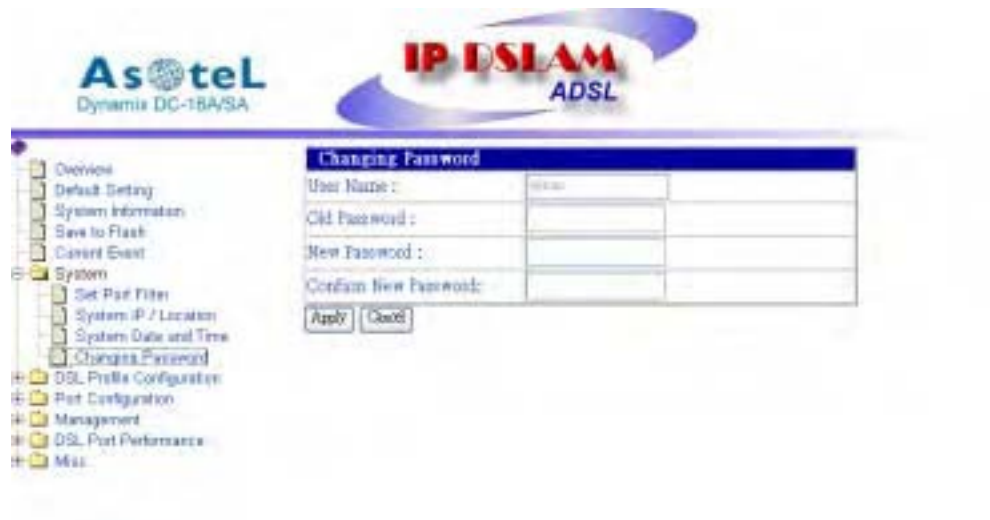 IP DSLAM
ADSL
AsoteL
Dynamix DC-18A/SA
Overview
Default Setting
System Information
Save to Flash
Current Event
System
Set Port Filter
System IP / Location
System Date and Time
Changing Password
DSL Profile Configuration
Port Configuration
Management
DSL Port Performance
Misc
Changing Password
User Name :
Old Password :
New Password :
Confirm New Password:
Apply Cancel